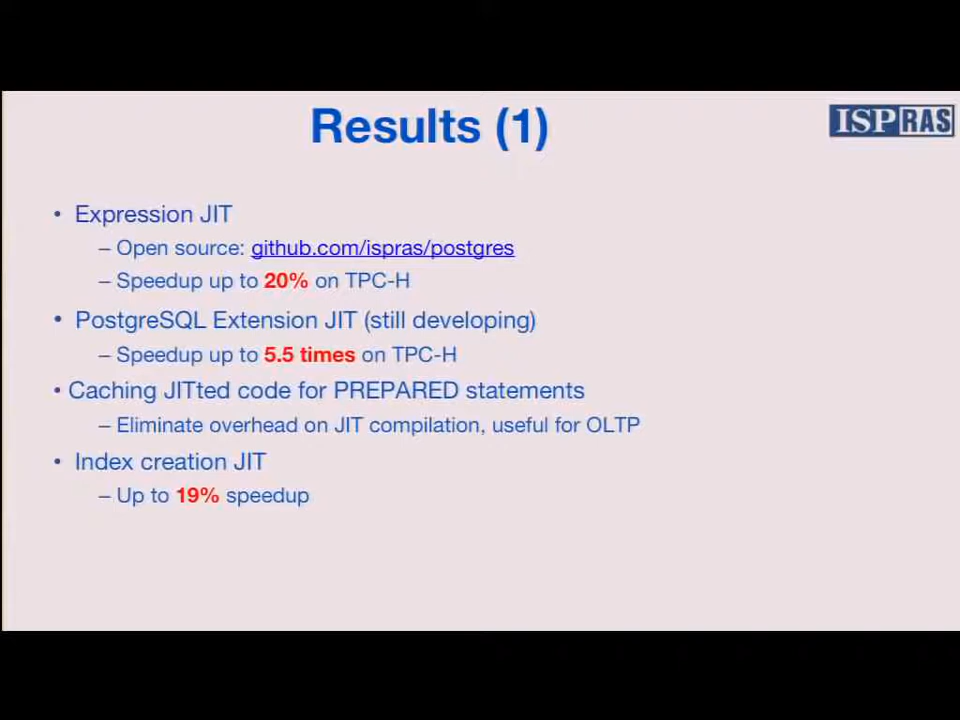 Results (1)
ISPRAS
• Expression JIT
– Open source: github.com/ispras/postgres
– Speedup up to 20% on TPC-H
• PostgreSQL Extension JIT (still developing)
– Speedup up to 5.5 times on TPC-H
• Caching JITted code for PREPARED statements
– Eliminate overhead on JIT compilation, useful for OLTP
• Index creation JIT
– Up to 19% speedup